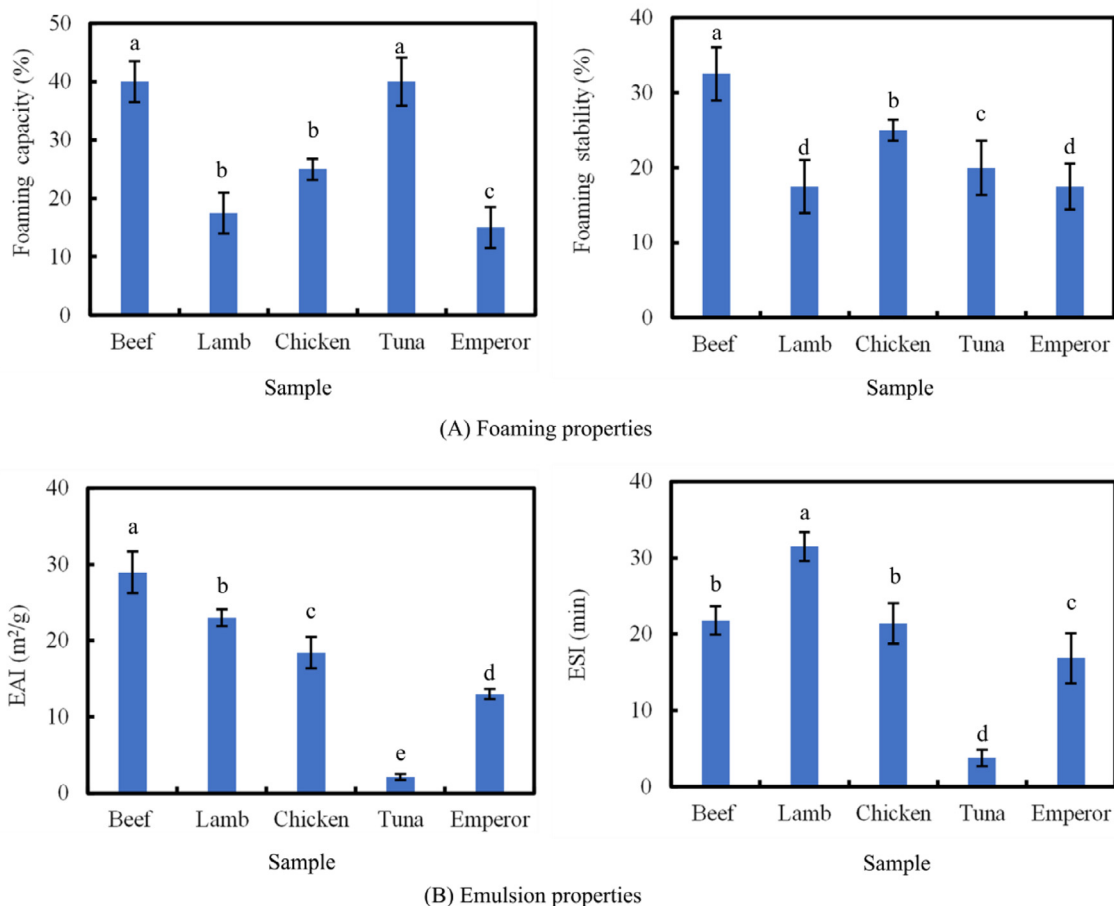 Foaming capacity (%)
50
40
30
20
10
0
a
b
b
a
c
Beef Lamb Chicken Tuna Emperor
Sample
Foaming stability (%)
40
30
20
10
0
a
d
b
c
d
Beef Lamb Chicken Tuna Emperor
Sample
(A) Foaming properties
EAI (m²/g)
40
30
20
10
0
a
b
c
e
d
Beef Lamb Chicken Tuna Emperor
Sample
ESI (min)
40
30
20
10
0
b
a
b
d
c
Beef Lamb Chicken Tuna Emperor
Sample
(B) Emulsion properties